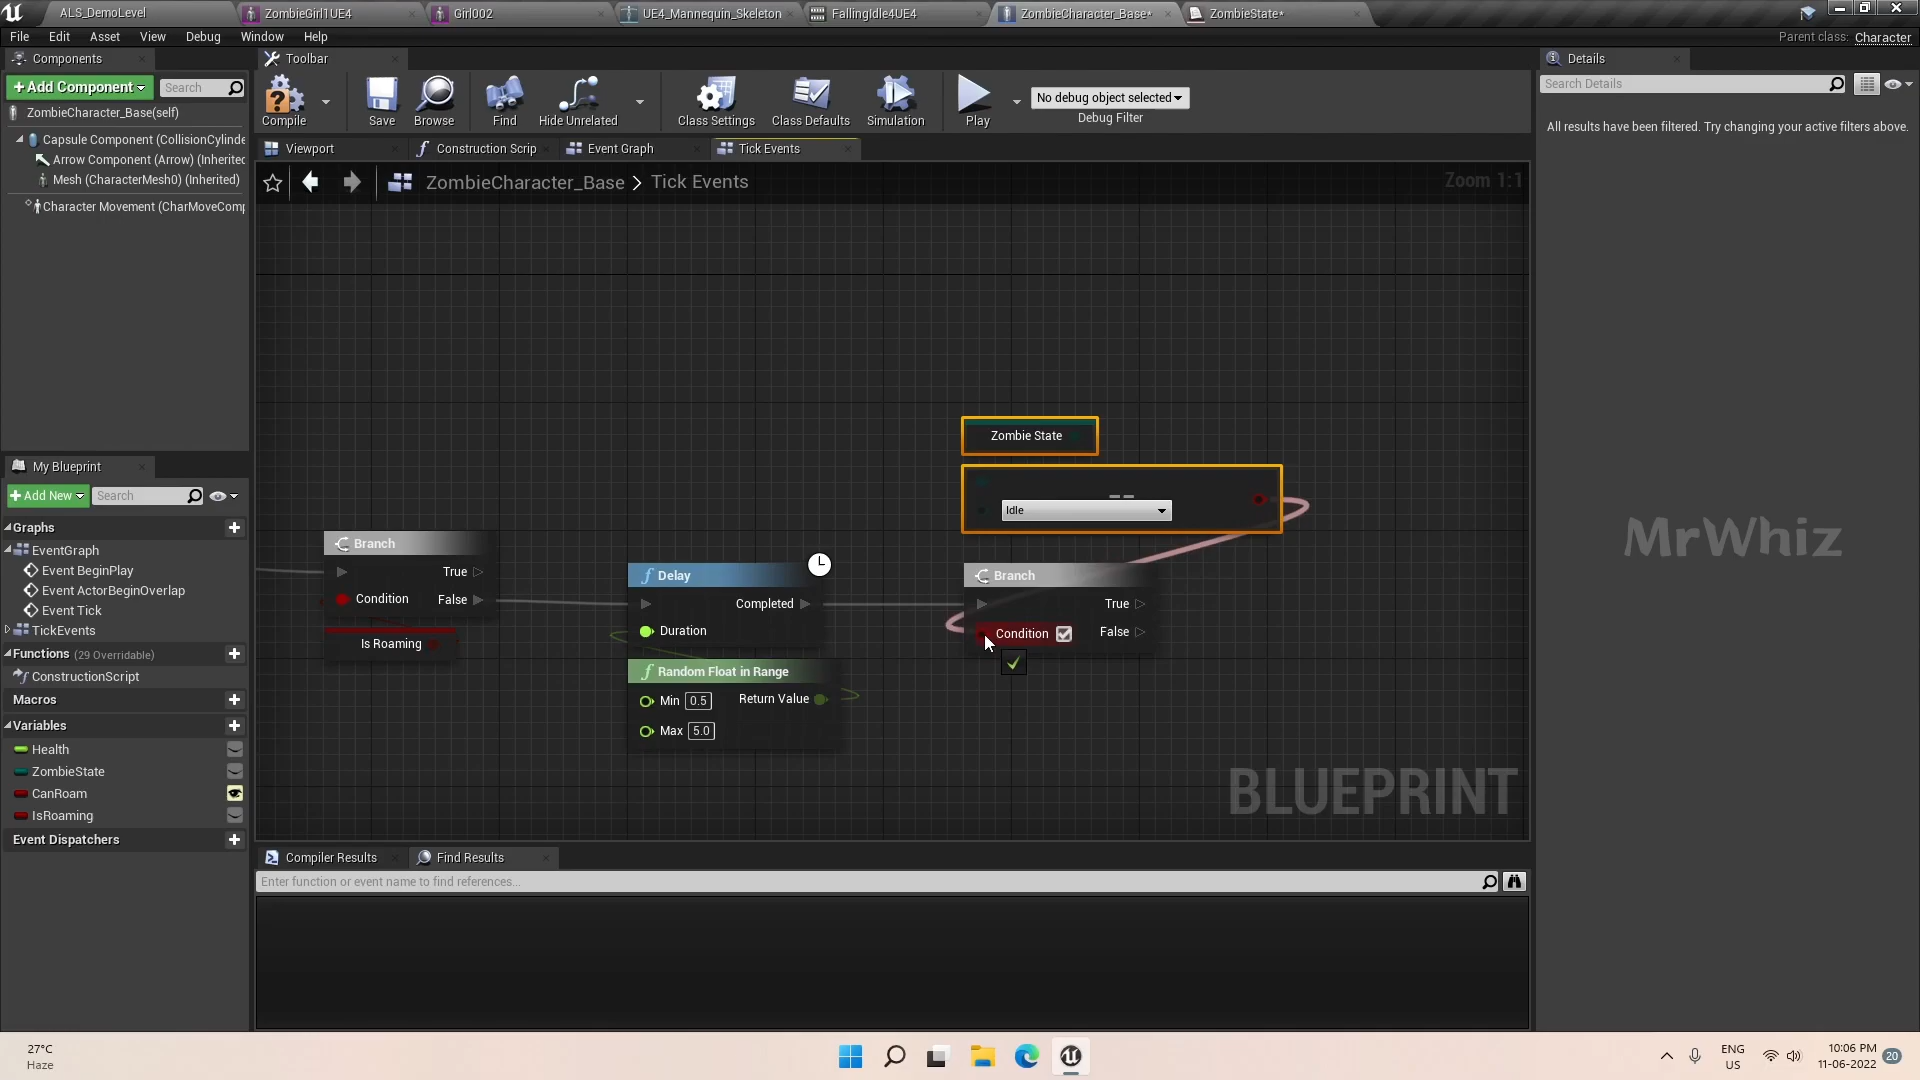 ALS_DemoLevel
ZombieGirl1UE4
Girl002
UE4_Mannequin_Skeleton
FallingIdle4UE4
ZombieCharacter_Base*
ZombieState*
File Edit Asset View Debug Window Help
Parent class: Character
Components
+Add Component
Search
ZombieCharacter_Base(self)
Capsule Component (CollisionCylinde
Arrow Component (Arrow) (Inherited
Mesh (CharacterMesh0) (Inherited)
Character Movement (CharMoveComp
Toolbar
Compile
Save
Browse
Find
Hide Unrelated
Class Settings
Class Defaults
Simulation
Play
No debug object selected
Debug Filter
Details
Search Details
All results have been filtered. Try changing your active filters above.
Viewport
Construction Scrip
Event Graph
Tick Events
ZombieCharacter_Base > Tick Events
Zoom 1:1
Zombie State
==
Idle
Branch
True
Condition
False
Is Roaming
Delay
Completed
Duration
Random Float in Range
Min 0.5
Return Value
Max 5.0
Branch
True
Condition
False
BLUEPRINT
MrWhiz
My Blueprint
+Add New
Search
Graphs
EventGraph
Event BeginPlay
Event ActorBeginOverlap
Event Tick
TickEvents
Functions (29 Overridable)
ConstructionScript
Macros
Variables
Health
ZombieState
CanRoam
IsRoaming
Event Dispatchers
Compiler Results
Find Results
Enter function or event name to find references...
27°C
Haze
ENG
US
10:06 PM
11-06-2022
20